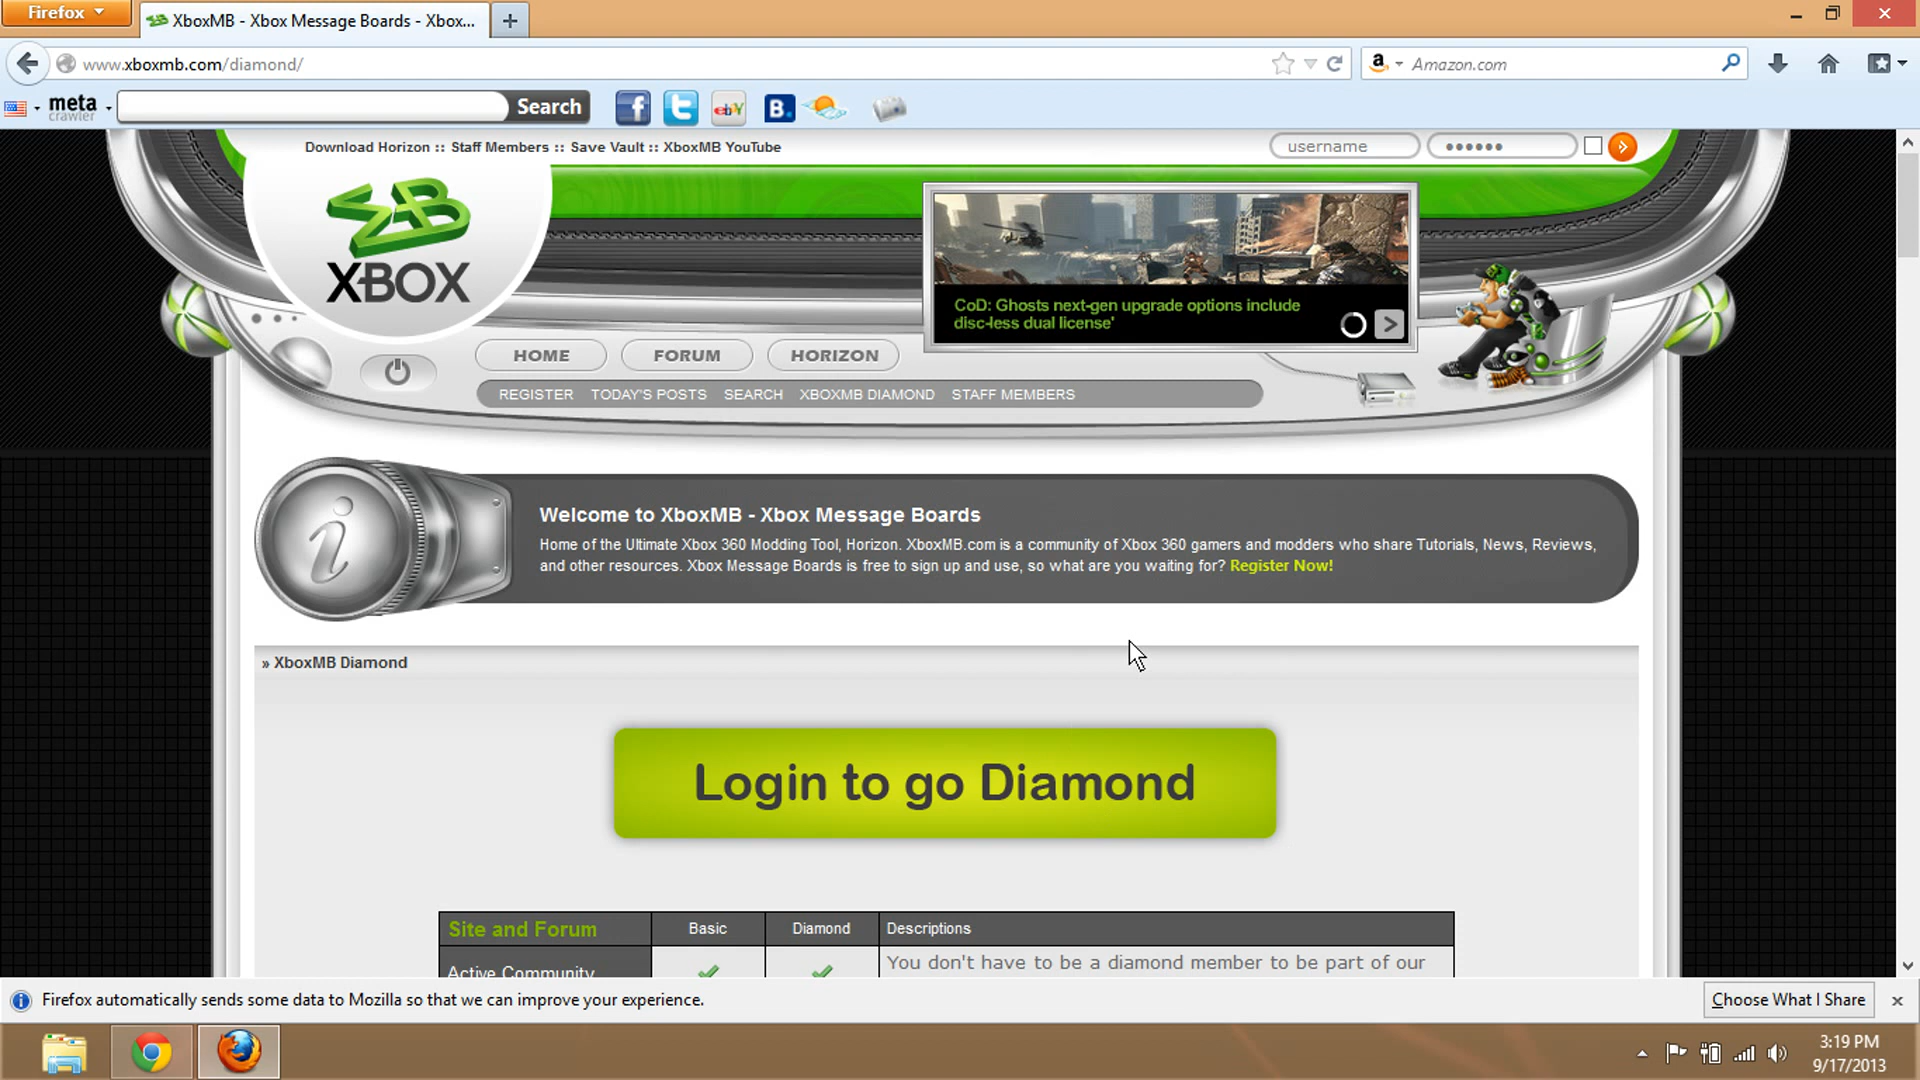 Firefox
XboxMB - Xbox Message Boards - Xbox...
www.xboxmb.com/diamond/
Amazon.com
meta
crawler
Search
ebY
B.
Download Horizon :: Staff Members :: Save Vault :: XboxMB YouTube
username
XBOX
CoD: Ghosts next-gen upgrade options include
disc-less dual license'
HOME
FORUM
HORIZON
REGISTER TODAY'S POSTS SEARCH XBOXMB DIAMOND STAFF MEMBERS
Welcome to XboxMB - Xbox Message Boards
Home of the Ultimate Xbox 360 Modding Tool, Horizon. XboxMB.com is a community of Xbox 360 gamers and modders who share Tutorials, News, Reviews,
and other resources. Xbox Message Boards is free to sign up and use, so what are you waiting for? Register Now!
» XboxMB Diamond
Login to go Diamond
Site and Forum Basic Diamond Descriptions
Active Community
You don't have to be a diamond member to be part of our
Firefox automatically sends some data to Mozilla so that we can improve your experience.
Choose What I Share
3:19 PM
9/17/2013